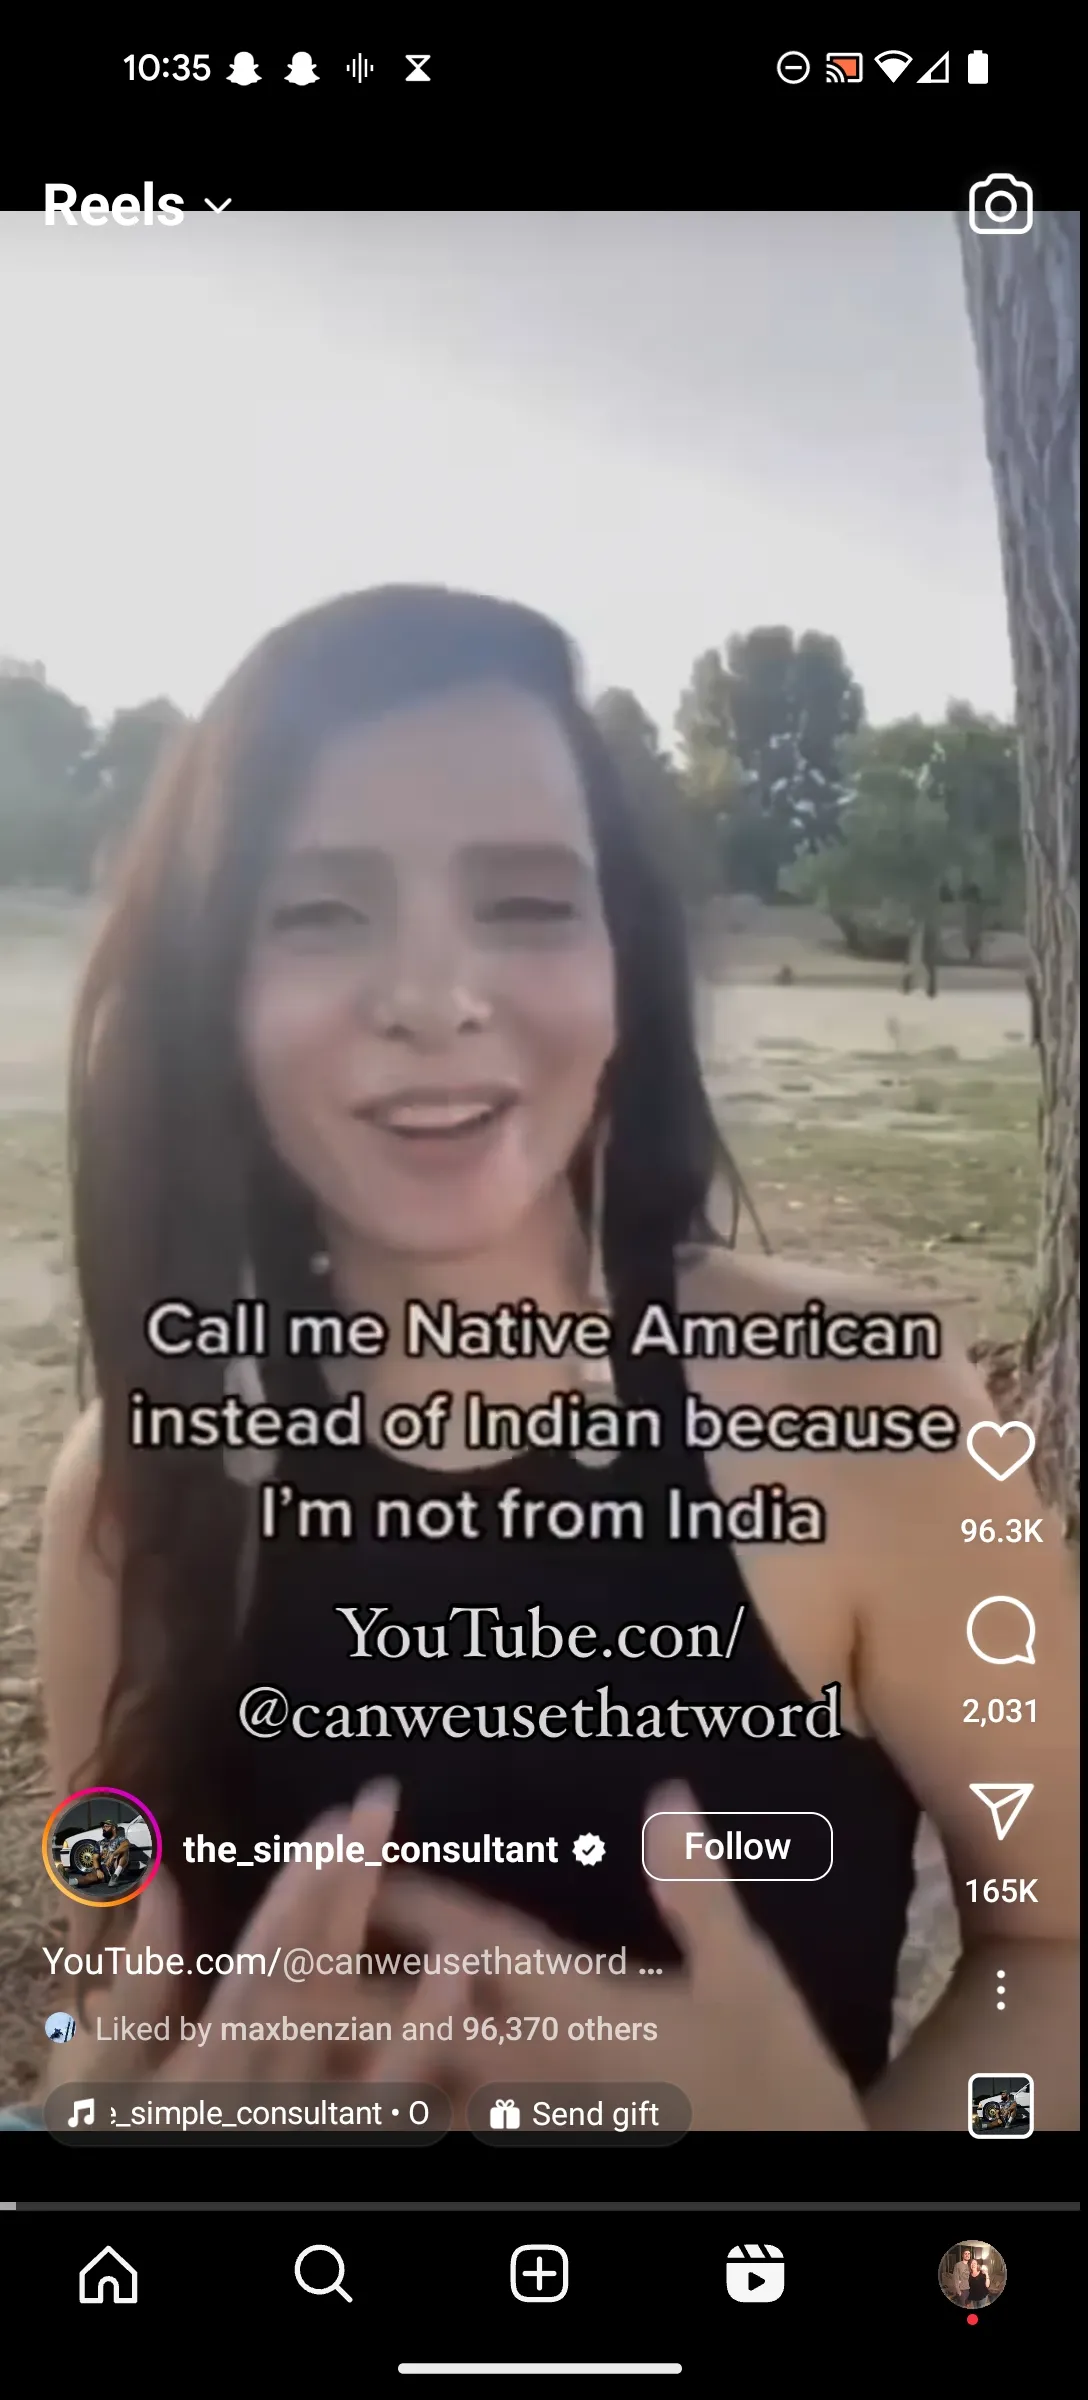 10:35
Reels
Call me Native American
instead of Indian because
I'm not from India
YouTube.con/
@canweusethatword
96.3K
2,031
165K
the_simple_consultant
Follow
YouTube.com/@canweusethatword ...
Liked by maxbenzian and 96,370 others
_simple_consultant • O
Send gift